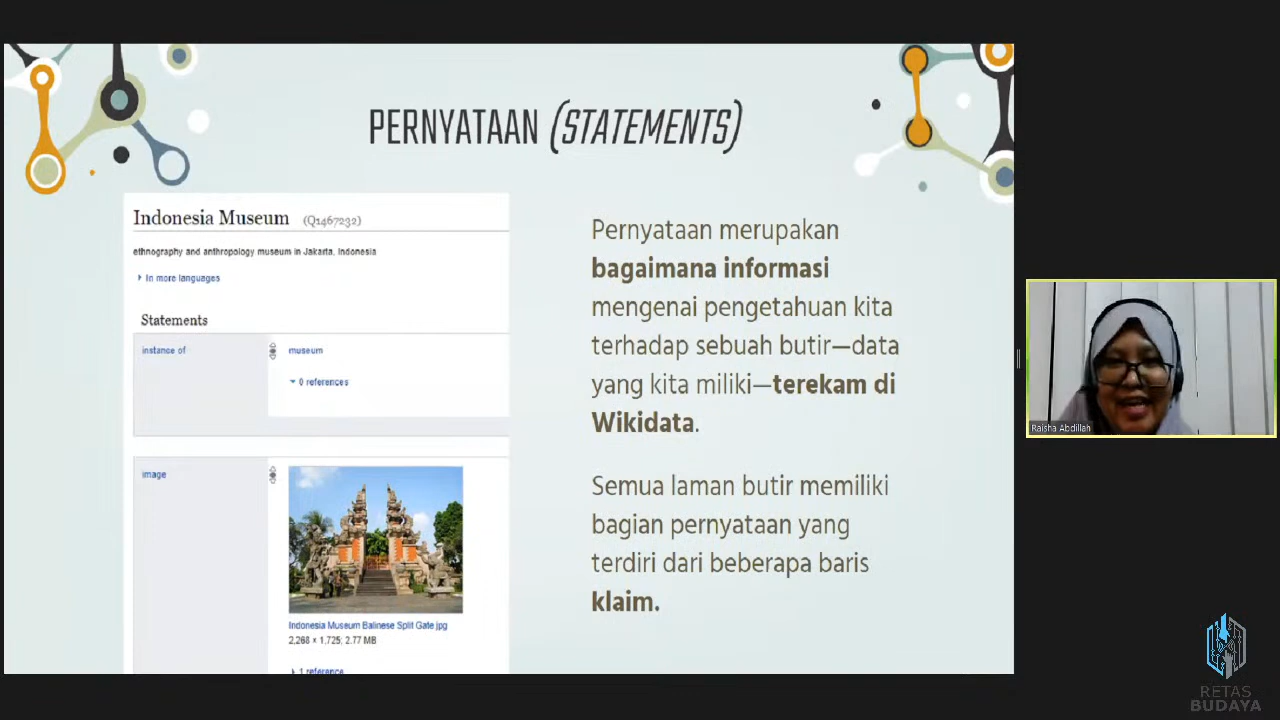 PERNYATAAN (STATEMENTS)
Indonesia Museum (Q1467232)
ethnography and anthropology museum in Jakarta, Indonesia
In more languages
Statements
instance of
museum
0 references
image
Indonesia Museum Balinese Split Gate.jpg
2,268 × 1,725; 2.77 MB
1 reference
Pernyataan merupakan
bagaimana informasi
mengenai pengetahuan kita
terhadap sebuah butir—data
yang kita miliki—terekam di
Wikidata.
Semua laman butir memiliki
bagian pernyataan yang
terdiri dari beberapa baris
klaim.
Raisha Abdillah
RETAS
BUDAYA